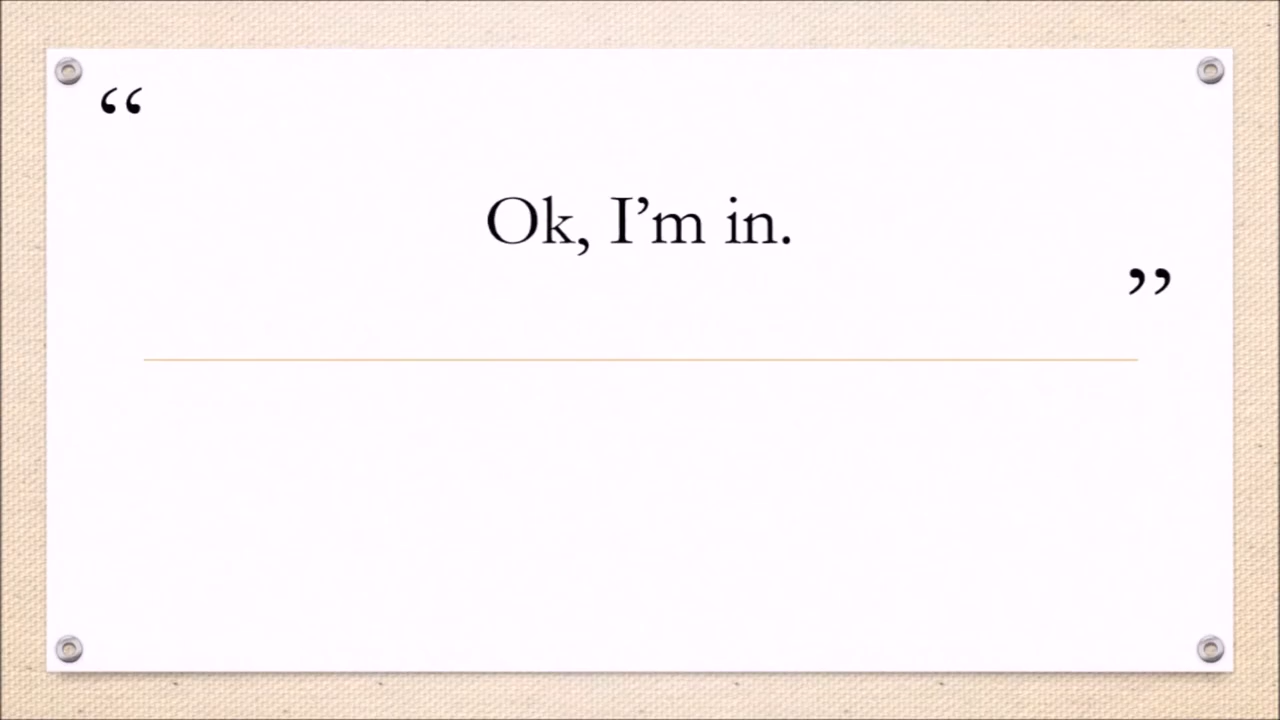 “
Ok, I’m in.
”